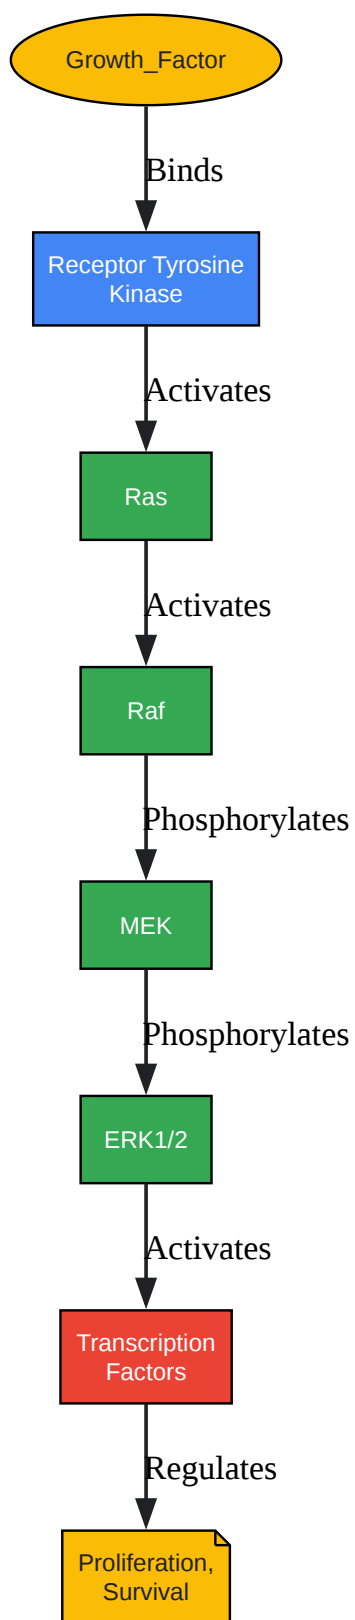 Growth_Factor
Binds
Receptor Tyrosine
Kinase
Activates
Ras
Activates
Raf
Phosphorylates
MEK
Phosphorylates
ERK1/2
Activates
Transcription
Factors
Regulates
Proliferation,
Survival